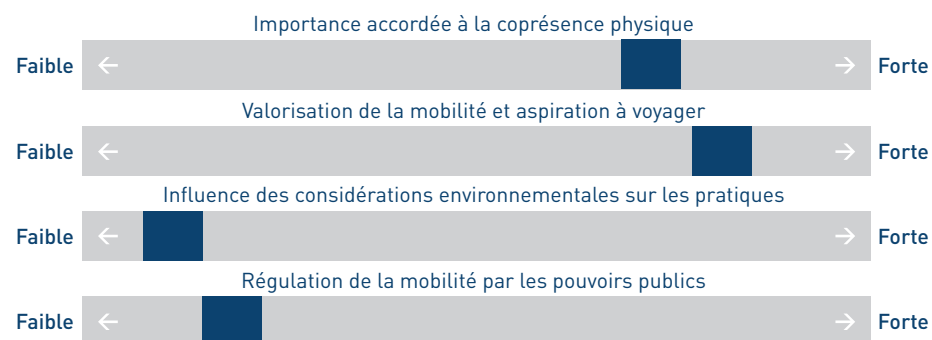 Importance accordée à la coprésence physique
Faible ← → Forte
Valorisation de la mobilité et aspiration à voyager
Faible ← → Forte
Influence des considérations environnementales sur les pratiques
Faible ← → Forte
Régulation de la mobilité par les pouvoirs publics
Faible ← → Forte